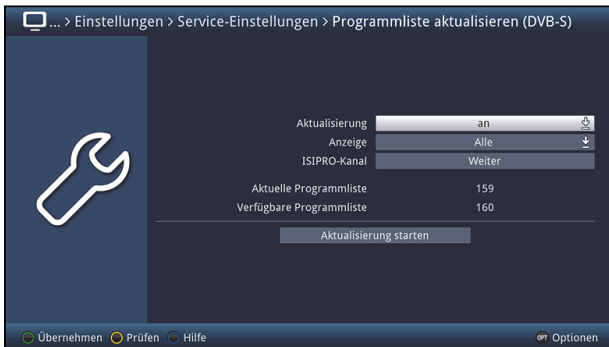 ... > Einstellungen > Service-Einstellungen > Programmliste aktualisieren (DVB-S)
Aktualisierung an
Anzeige Alle
ISIPRO-Kanal Weiter
Aktuelle Programmliste 159
Verfügbare Programmliste 160
Aktualisierung starten
Übernehmen Prüfen Hilfe OPT Optionen